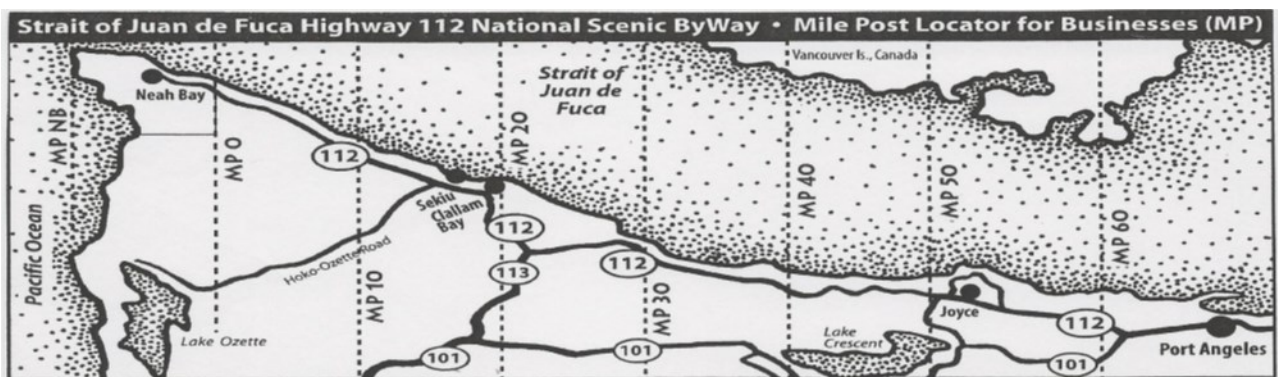 Strait of Juan de Fuca Highway 112 National Scenic ByWay • Mile Post Locator for Businesses (MP)
Vancouver Is., Canada
Strait of
Juan de
Fuca
Neah Bay
MP NB
MP 0
MP 20
112
MP 40
MP 50
MP 60
Sekiu
Clallam
Bay
112
Pacific Ocean
Hoko-Ozette Road
113
112
MP 10
MP 30
Joyce
112
Lake Ozette
Lake
Crescent
Port Angeles
101
101
101